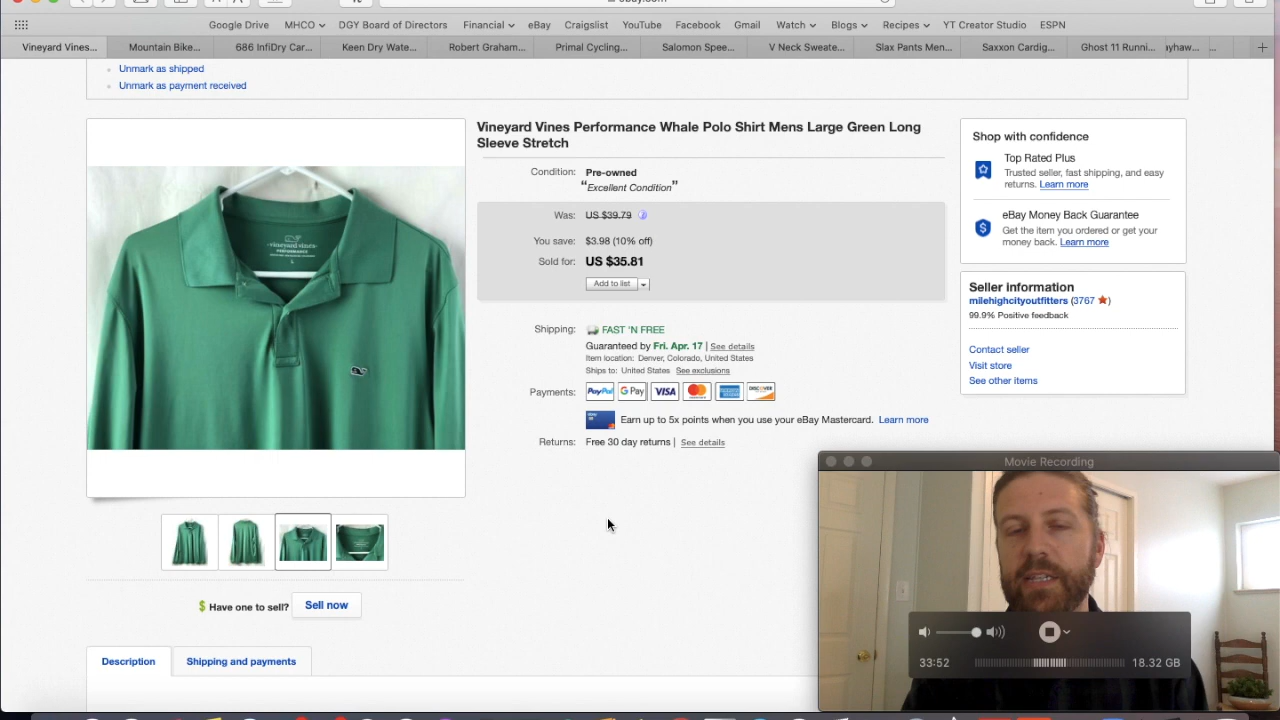 Google Drive MHCO DGY Board of Directors Financial eBay Craigslist YouTube Facebook Gmail Watch Blogs Recipes YT Creator Studio ESPN
Vineyard Vines... Mountain Bike... 686 InfiDry Car... Keen Dry Wate... Robert Graham... Primal Cycling... Salomon Spee... V Neck Sweate... Slax Pants Men... Saxxon Cardig... Ghost 11 Runni... ayhaw... ...
Unmark as shipped
Unmark as payment received
Vineyard Vines Performance Whale Polo Shirt Mens Large Green Long
Sleeve Stretch
Condition: Pre-owned
“Excellent Condition”
Was: US $39.79
You save: $3.98 (10% off)
Sold for: US $35.81
Add to list
Shipping: FAST 'N FREE
Guaranteed by Fri. Apr. 17 | See details
Item location: Denver, Colorado, United States
Ships to: United States See exclusions
Payments: PayPal G Pay VISA DISCOVER
Earn up to 5x points when you use your eBay Mastercard. Learn more
Returns: Free 30 day returns | See details
Shop with confidence
Top Rated Plus
Trusted seller, fast shipping, and easy
returns. Learn more
eBay Money Back Guarantee
Get the item you ordered or get your
money back. Learn more
Seller information
milehighcityoutfitters (3767 )
99.9% Positive feedback
Contact seller
Visit store
See other items
vineyard vines
L
$ Have one to sell? Sell now
Description Shipping and payments
Movie Recording
33:52 18.32 GB